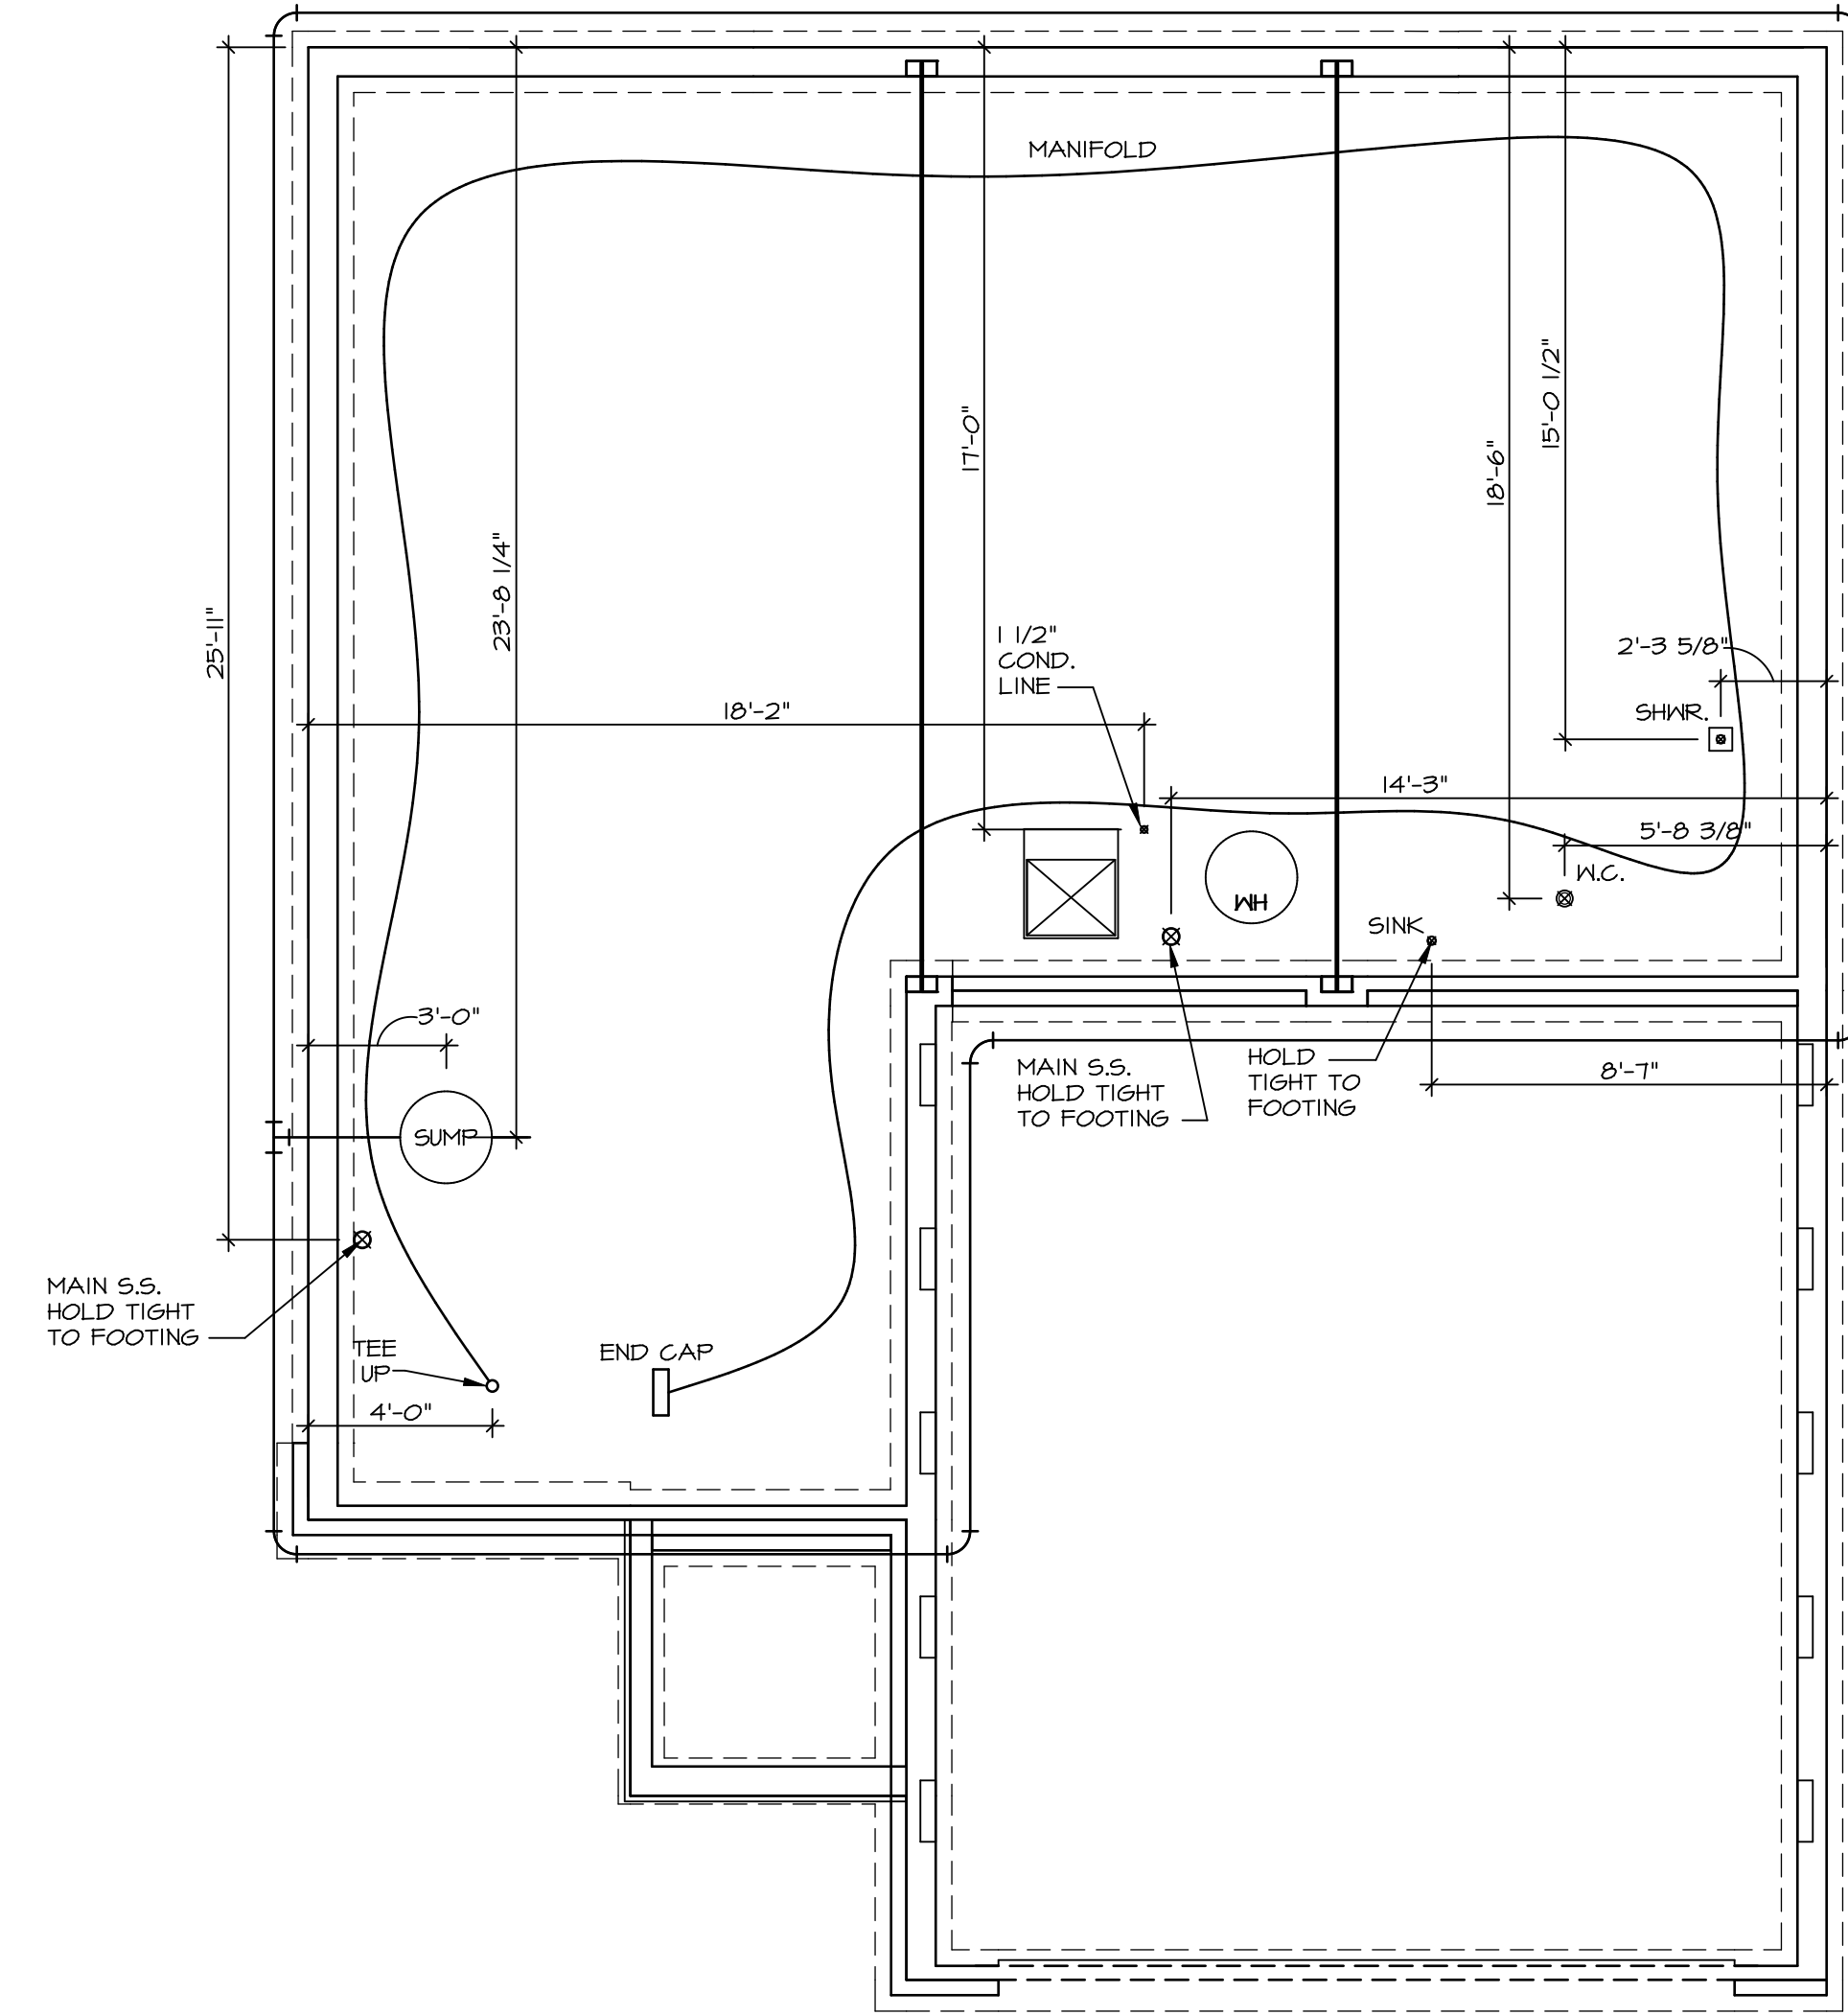 MANIFOLD
15'-0 1/2"
17'-0"
18'-6"
23'-8 1/4"
25'-11"
1 1/2"
COND.
LINE
2'-3 5/8"
18'-2"
SHWR.
14'-3"
5'-8 3/8"
W.C.
WH
SINK
3'-0"
MAIN S.S.
HOLD TIGHT
TO FOOTING
HOLD
TIGHT TO
FOOTING
8'-7"
SUMP
MAIN S.S.
HOLD TIGHT
TO FOOTING
TEE
UP
END CAP
4'-0"